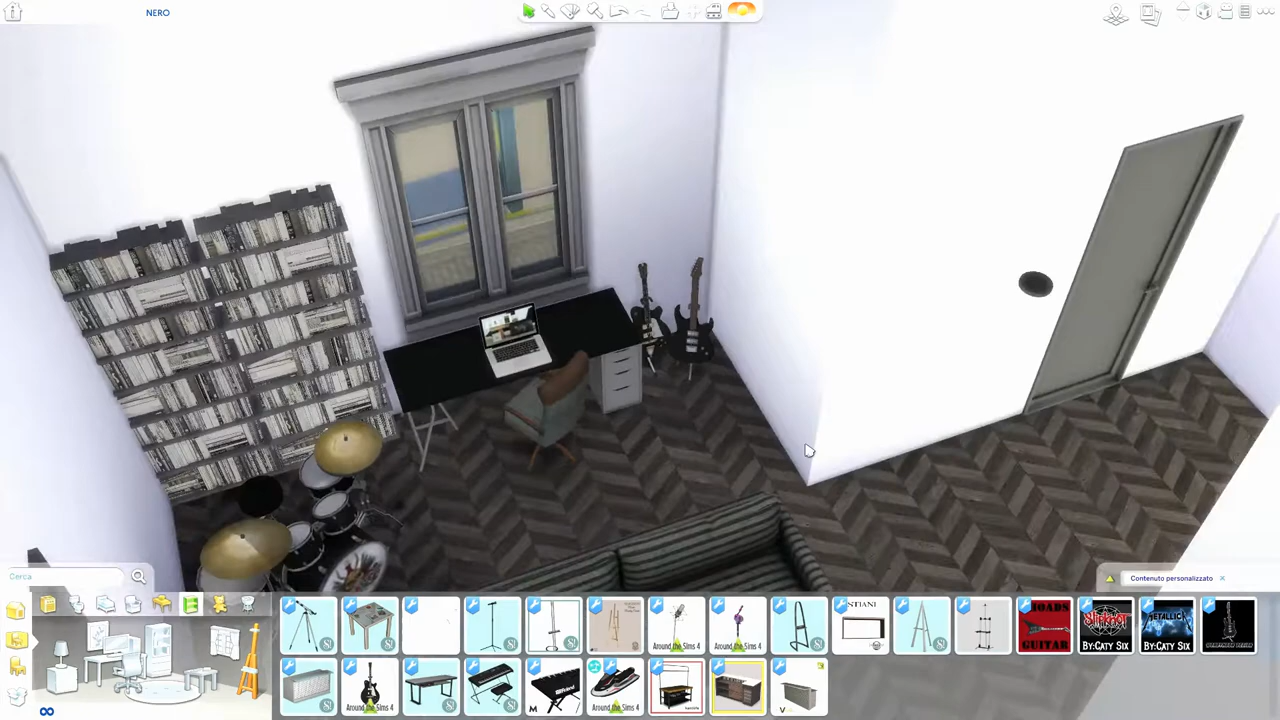 NERO
Cerca
Contenuto personalizzato
Around the Sims 4
Around the Sims 4
STIANI
ROADS
GUITAR
SLIPKNOT
BY:CATY SIX
METALLICA
BY:CATY SIX
Around the Sims 4
M
Around the Sims 4
V